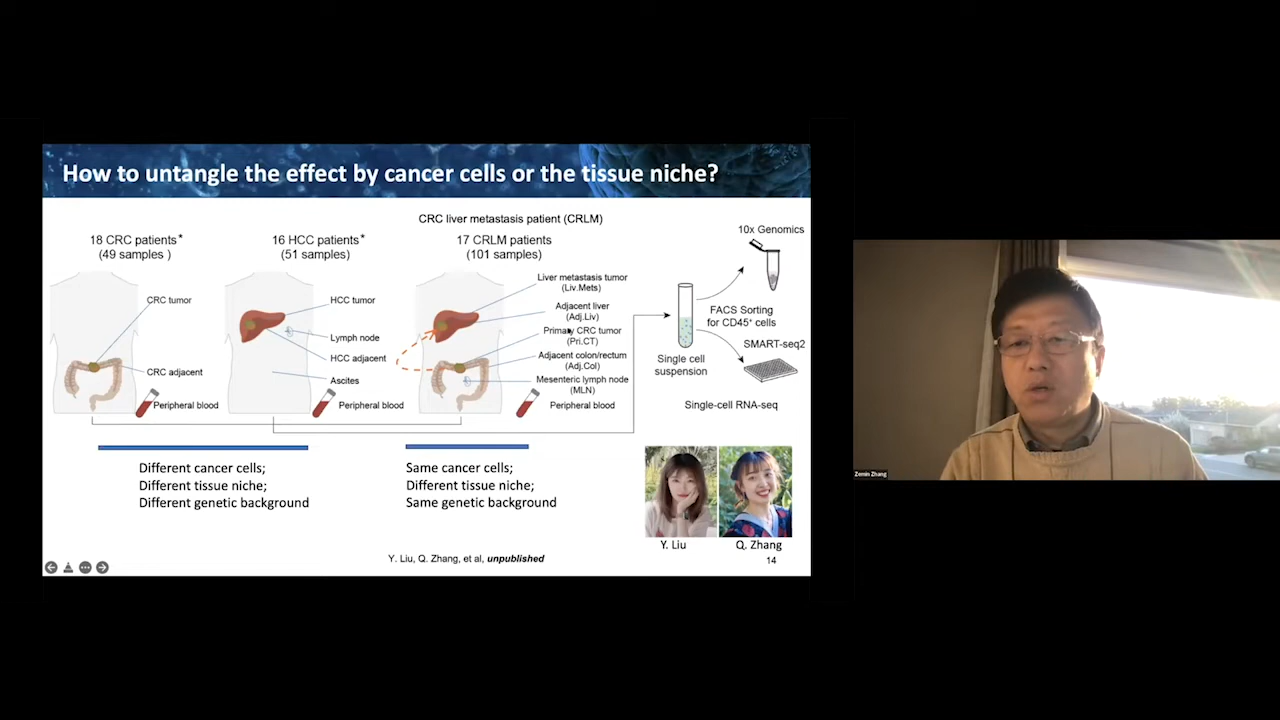 How to untangle the effect by cancer cells or the tissue niche?
CRC liver metastasis patient (CRLM)
18 CRC patients*
(49 samples )
CRC tumor
CRC adjacent
Peripheral blood
16 HCC patients*
(51 samples)
HCC tumor
Lymph node
HCC adjacent
Ascites
Peripheral blood
17 CRLM patients
(101 samples)
Liver metastasis tumor
(Liv.Mets)
Adjacent liver
(Adj.Liv)
Primary CRC tumor
(Pri.CT)
Adjacent colon/rectum
(Adj.Col)
Mesenteric lymph node
(MLN)
Peripheral blood
Single cell
suspension
10x Genomics
FACS Sorting
for CD45+ cells
SMART-seq2
Single-cell RNA-seq
Different cancer cells;
Different tissue niche;
Different genetic background
Same cancer cells;
Different tissue niche;
Same genetic background
Y. Liu
Q. Zhang
Y. Liu, Q. Zhang, et al, unpublished
14
Zemin Zhang